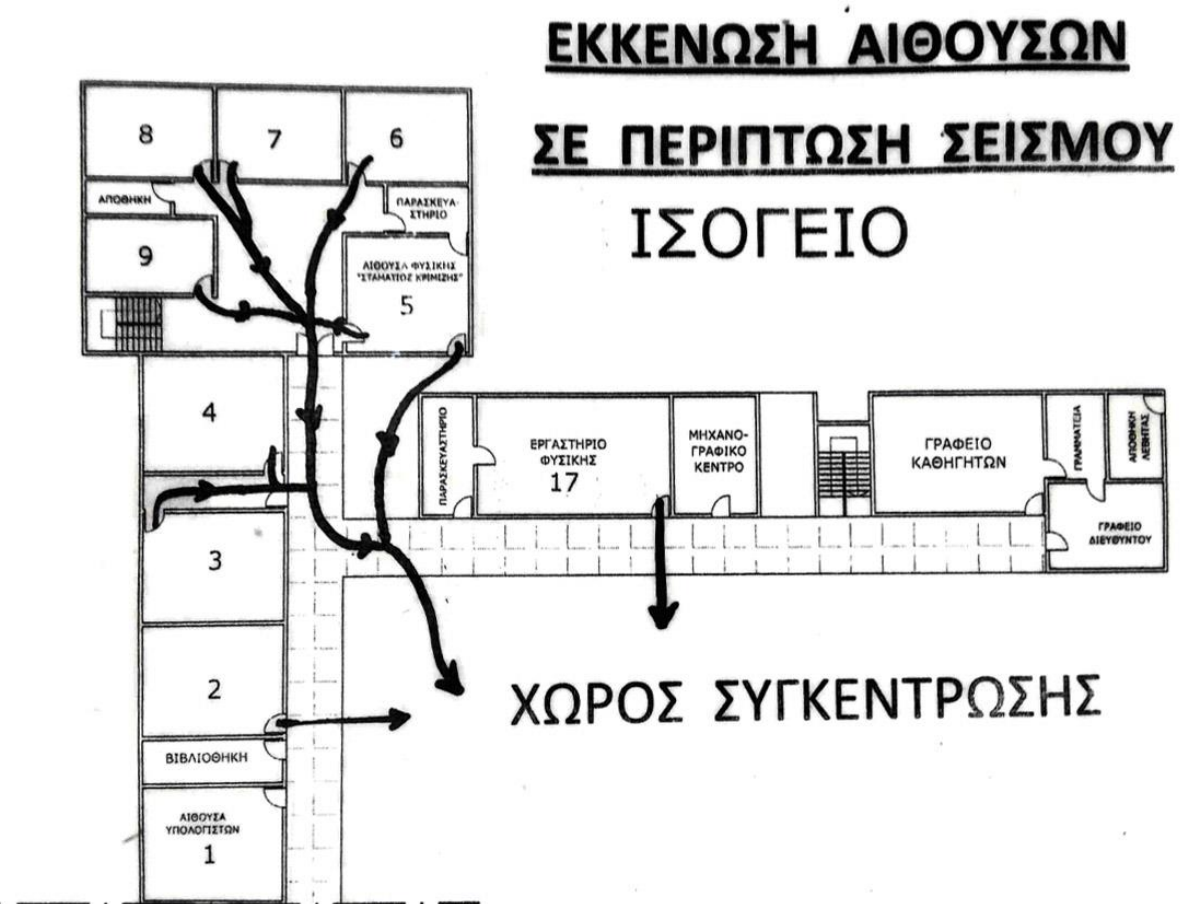 ΕΚΚΕΝΩΣΗ ΑΙΘΟΥΣΩΝ
ΣΕ ΠΕΡΙΠΤΩΣΗ ΣΕΙΣΜΟΥ
ΙΣΟΓΕΙΟ
8
7
6
ΑΠΟΘΗΚΗ
ΠΑΡΑΣΚΕΥΑ-
ΣΤΗΡΙΟ
9
ΑΙΘΟΥΣΑ ΦΥΣΙΚΗΣ
"ΣΤΑΜΑΤΙΟΣ ΚΡΙΜΙΖΗΣ"
5
4
ΠΑΡΑΣΚΕΥΑΣΤΗΡΙΟ
ΕΡΓΑΣΤΗΡΙΟ
ΦΥΣΙΚΗΣ
17
ΜΗΧΑΝΟ-
ΓΡΑΦΙΚΟ
ΚΕΝΤΡΟ
ΓΡΑΦΕΙΟ
ΚΑΘΗΓΗΤΩΝ
ΓΡΑΜΜΑΤΕΙΑ
ΑΠΟΘΗΚΗ
ΛΕΒΗΤΑΣ
ΓΡΑΦΕΙΟ
ΔΙΕΥΘΥΝΤΟΥ
3
2
ΧΩΡΟΣ ΣΥΓΚΕΝΤΡΩΣΗΣ
ΒΙΒΛΙΟΘΗΚΗ
ΑΙΘΟΥΣΑ
ΥΠΟΛΟΓΙΣΤΩΝ
1